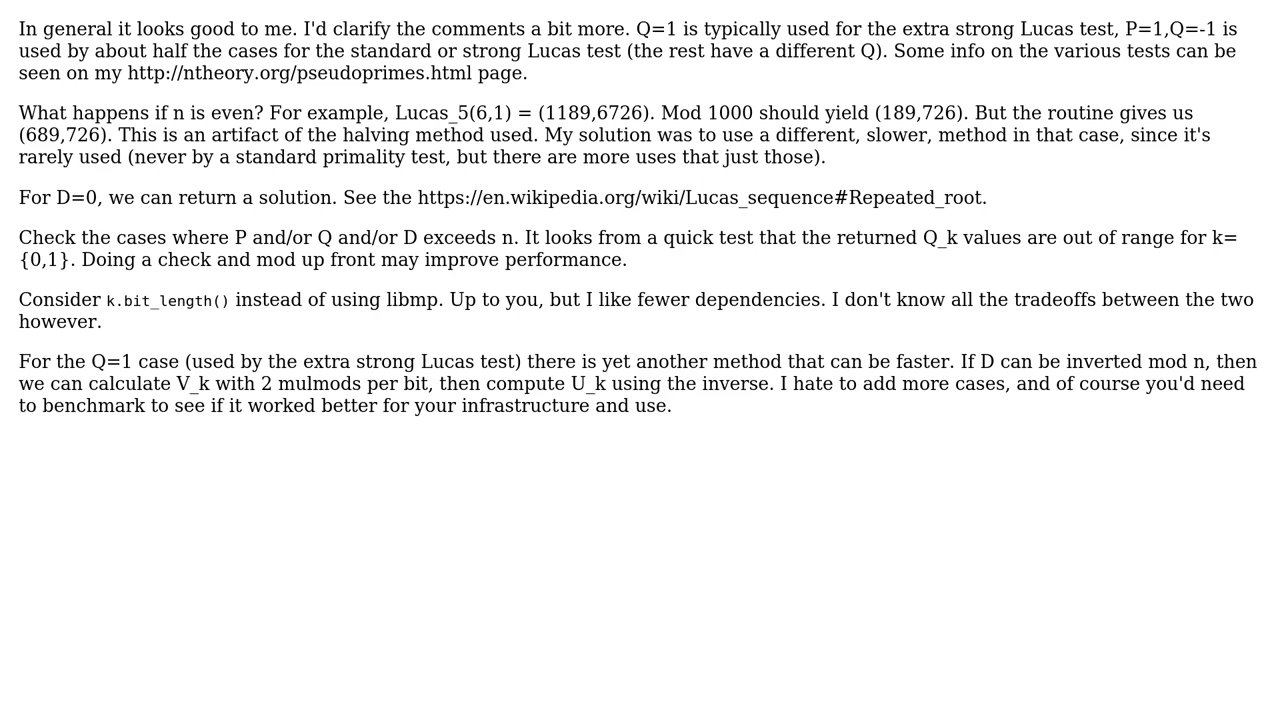 In general it looks good to me. I'd clarify the comments a bit more. Q=1 is typically used for the extra strong Lucas test, P=1,Q=-1 is
used by about half the cases for the standard or strong Lucas test (the rest have a different Q). Some info on the various tests can be
seen on my http://ntheory.org/pseudoprimes.html page.
What happens if n is even? For example, Lucas_5(6,1) = (1189,6726). Mod 1000 should yield (189,726). But the routine gives us
(689,726). This is an artifact of the halving method used. My solution was to use a different, slower, method in that case, since it's
rarely used (never by a standard primality test, but there are more uses that just those).
For D=0, we can return a solution. See the https://en.wikipedia.org/wiki/Lucas_sequence#Repeated_root.
Check the cases where P and/or Q and/or D exceeds n. It looks from a quick test that the returned Q_k values are out of range for k=
{0,1}. Doing a check and mod up front may improve performance.
Consider k.bit_length() instead of using libmp. Up to you, but I like fewer dependencies. I don't know all the tradeoffs between the two
however.
For the Q=1 case (used by the extra strong Lucas test) there is yet another method that can be faster. If D can be inverted mod n, then
we can calculate V_k with 2 mulmods per bit, then compute U_k using the inverse. I hate to add more cases, and of course you'd need
to benchmark to see if it worked better for your infrastructure and use.